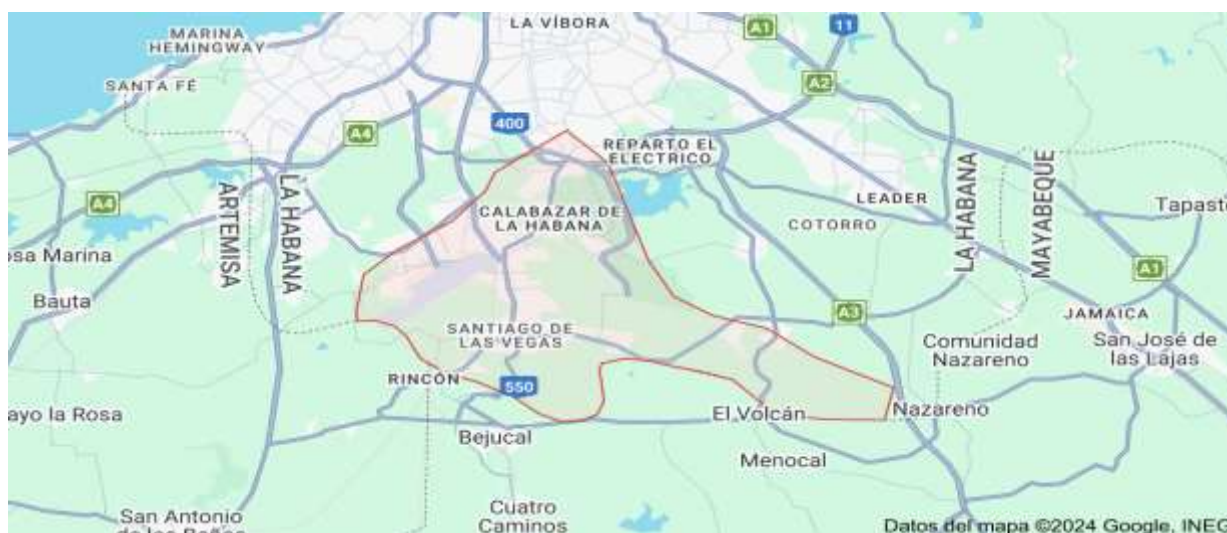 LA VÍBORA
A1
11
MARINA
HEMINGWAY
SANTA FÉ
A2
400
A4
REPARTO EL
ELECTRICO
ARTEMISA
LA HABANA
LEADER
LA HABANA
MAYABEQUE
A4
CALABAZAR DE
LA HABANA
COTORRO
Tapast
osa Marina
A1
Bauta
A3
JAMAICA
SANTIAGO DE
LAS VEGAS
Comunidad
Nazareno
San José de
las Lajas
RINCÓN
550
ayo la Rosa
El Volcán
Nazareno
Bejucal
Menocal
Cuatro
Caminos
San Antonio
Datos del mapa ©2024 Google, INEG